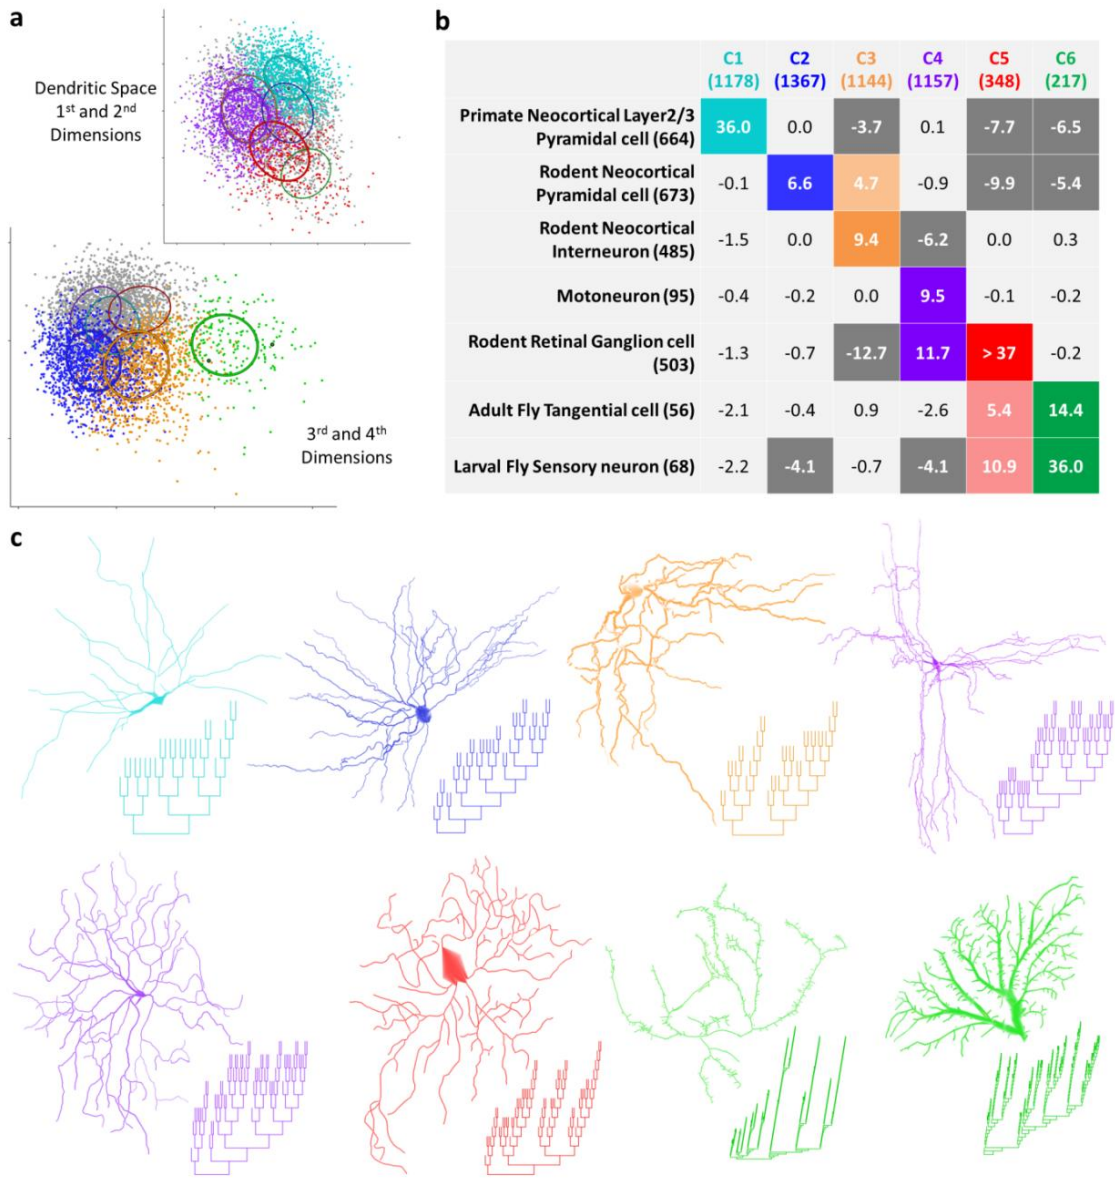 a
Dendritic Space
1st and 2nd
Dimensions
3rd and 4th
Dimensions
b
C1 C2 C3 C4 C5 C6
(1178) (1367) (1144) (1157) (348) (217)
Primate Neocortical Layer2/3
Pyramidal cell (664)
36.0 0.0 -3.7 0.1 -7.7 -6.5
Rodent Neocortical
Pyramidal cell (673)
-0.1 6.6 4.7 -0.9 -9.9 -5.4
Rodent Neocortical
Interneuron (485)
-1.5 0.0 9.4 -6.2 0.0 0.3
Motoneuron (95) -0.4 -0.2 0.0 9.5 -0.1 -0.2
Rodent Retinal Ganglion cell
(503)
-1.3 -0.7 -12.7 11.7 > 37 -0.2
Adult Fly Tangential cell (56) -2.1 -0.4 0.9 -2.6 5.4 14.4
Larval Fly Sensory neuron (68) -2.2 -4.1 -0.7 -4.1 10.9 36.0
c